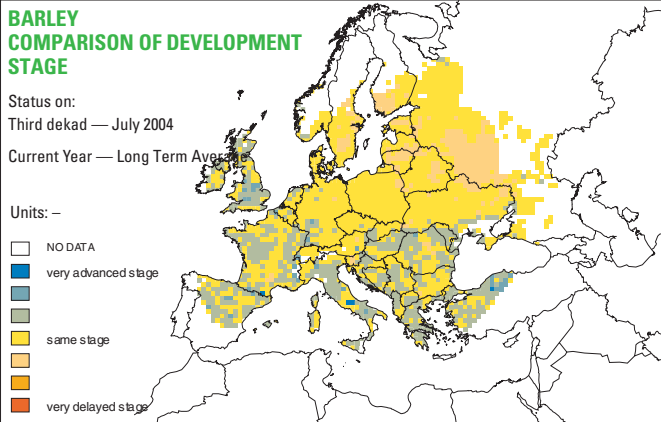 BARLEY
COMPARISON OF DEVELOPMENT
STAGE
Status on:
Third dekad — July 2004
Current Year — Long Term Average
Units: –
NO DATA
very advanced stage
same stage
very delayed stage